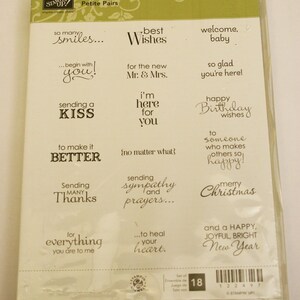 Petite Pairs
so many
smiles...
best
Wishes
welcome,
baby
...begin with
you!
for the new
Mr. & Mrs.
so glad
you're here!
sending a
KISS
i'm
here
for
you
happy
Birthday
wishes
to make it
BETTER
{no matter what}
to
someone
who makes
others so
happy!
Sending
MANY
Thanks
sending
sympathy
and
prayers...
merry
Christmas
for
everything
you are to me
...to heal
your
heart.
and a HAPPY,
JOYFUL, BRIGHT
New Year
18